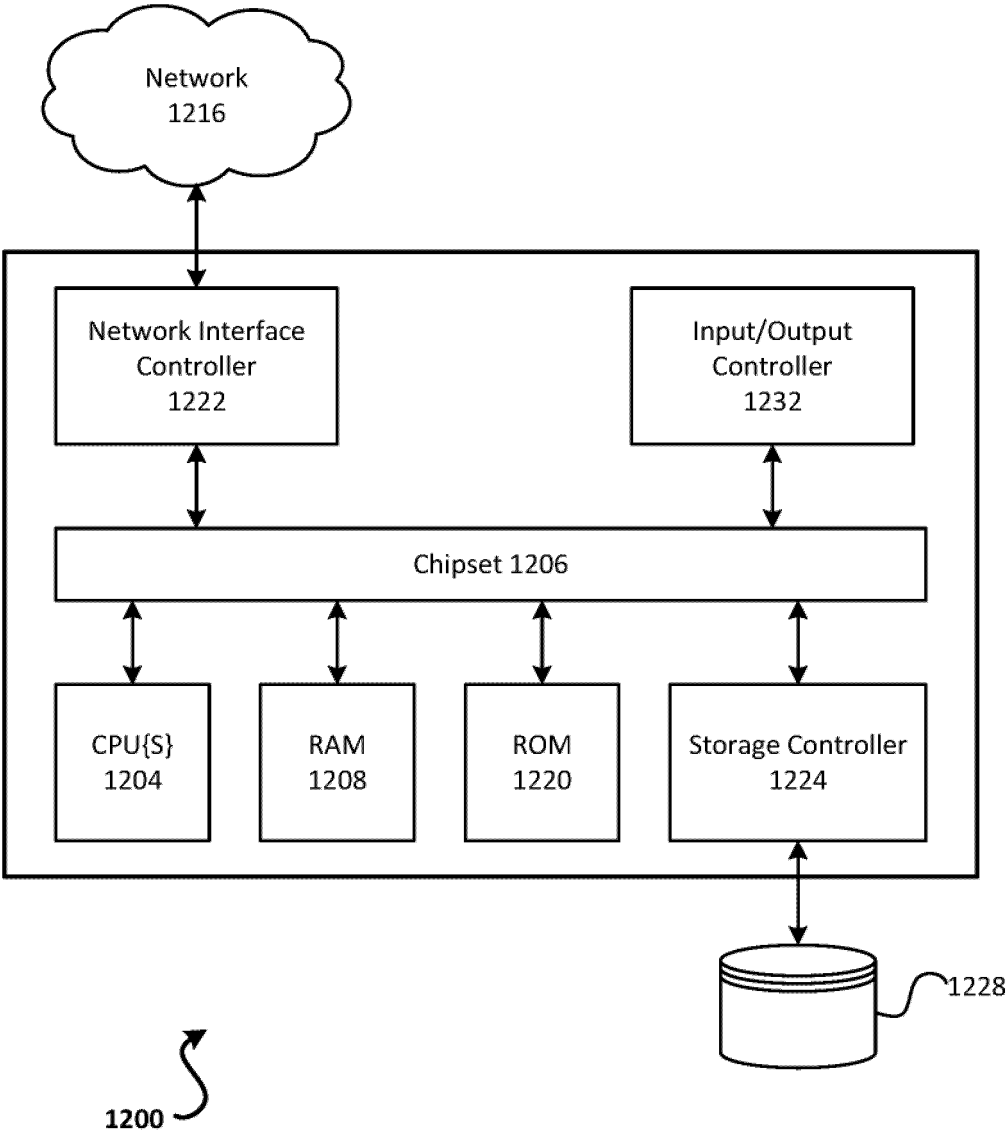 Network
1216
Network Interface
Controller
1222
Input/Output
Controller
1232
Chipset 1206
CPU{S}
1204
RAM
1208
ROM
1220
Storage Controller
1224
1228
1200